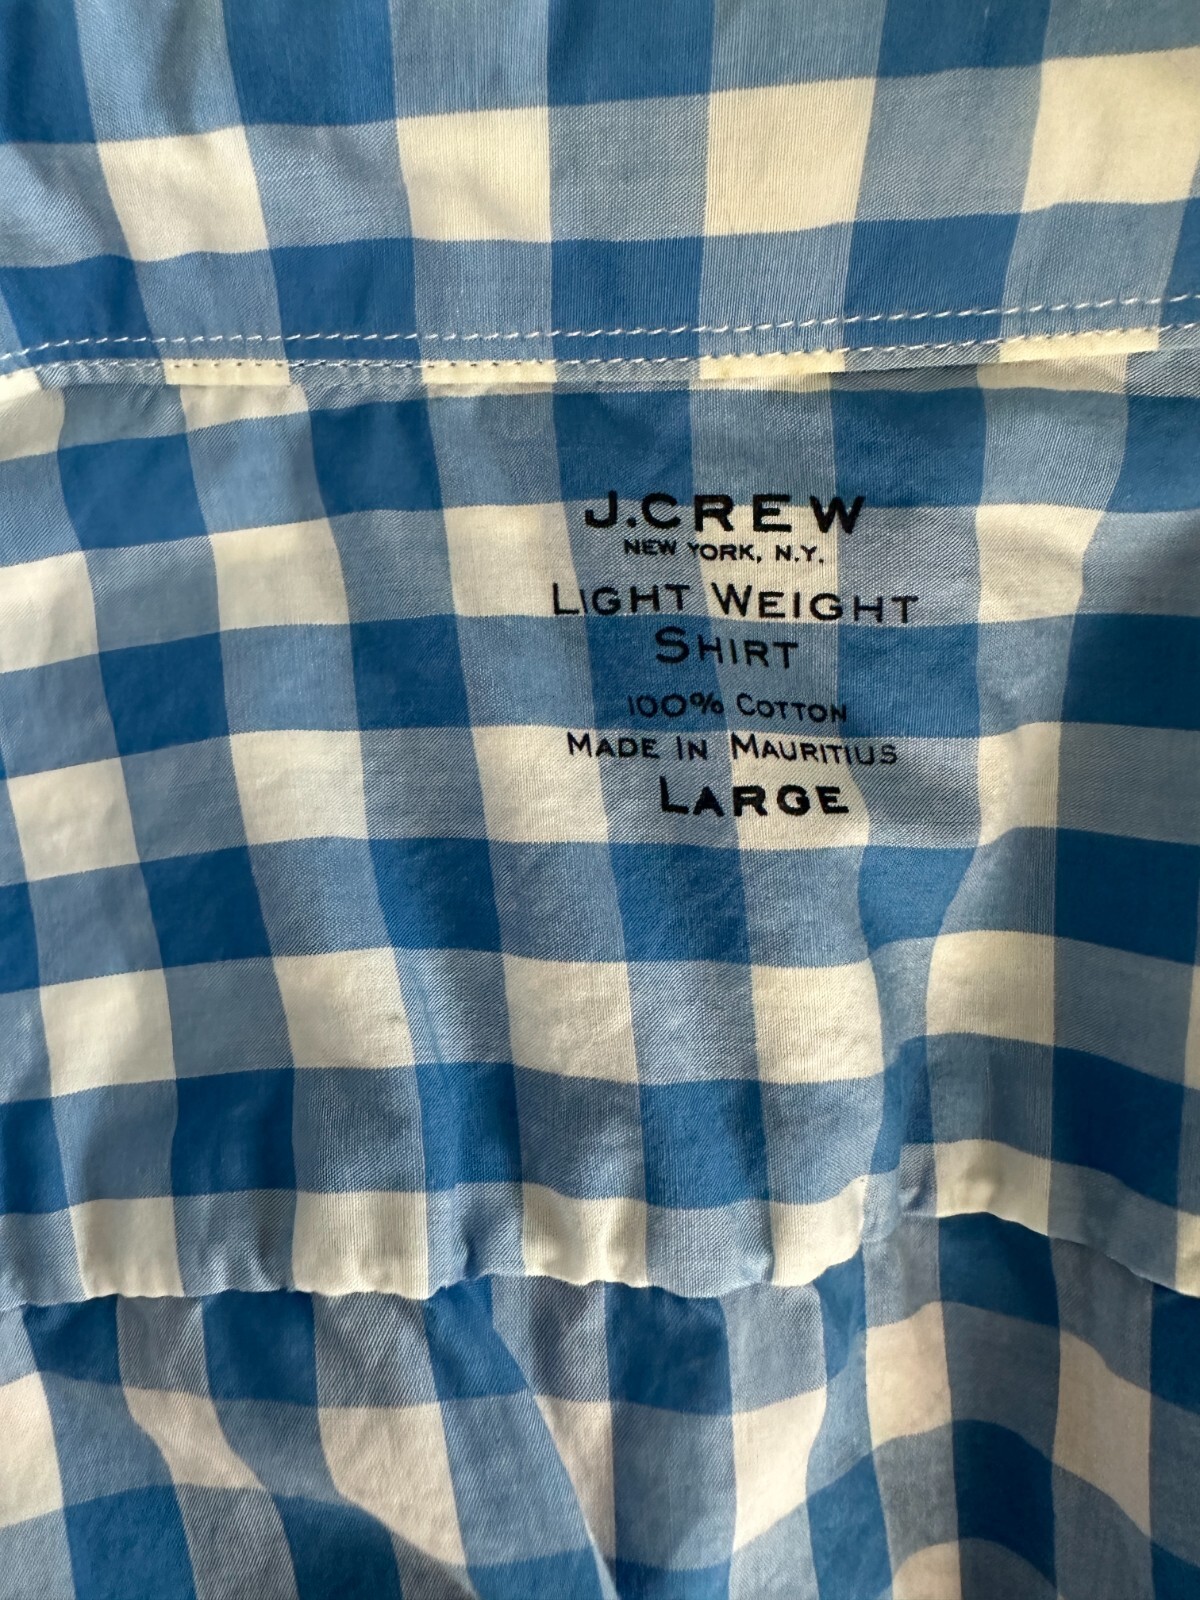 J.CREW
NEW YORK, N.Y.
LIGHT WEIGHT
SHIRT
100% COTTON
MADE IN MAURITIUS
LARGE